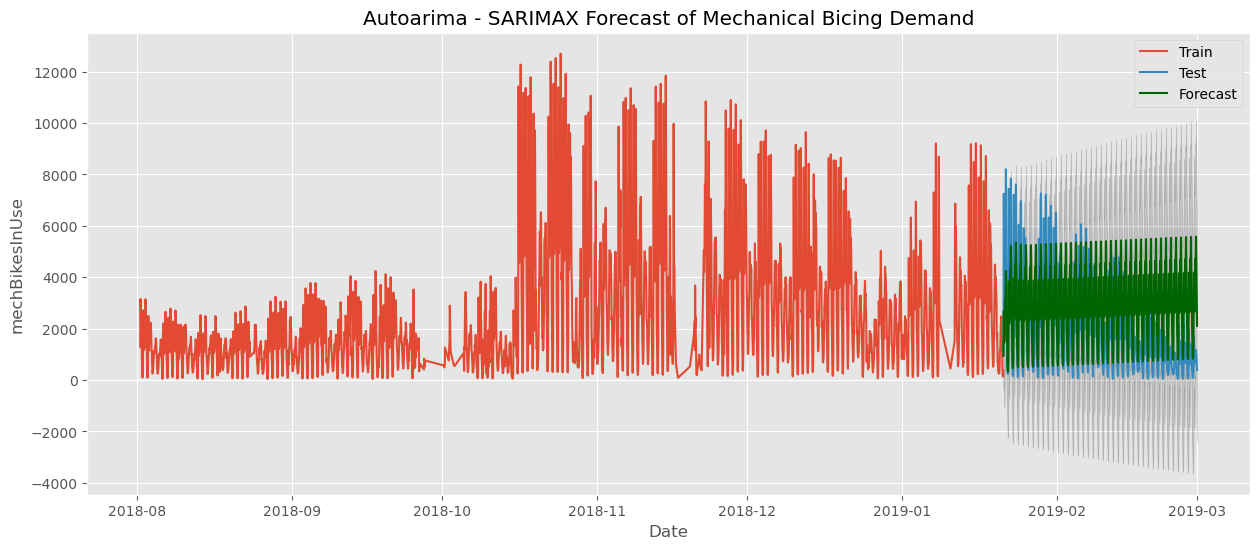 Autoarima - SARIMAX Forecast of Mechanical Bicing Demand
Train
Test
Forecast
mechBikesInUse
12000
10000
8000
6000
4000
2000
0
−2000
−4000
2018-08
2018-09
2018-10
2018-11
2018-12
2019-01
2019-02
2019-03
Date